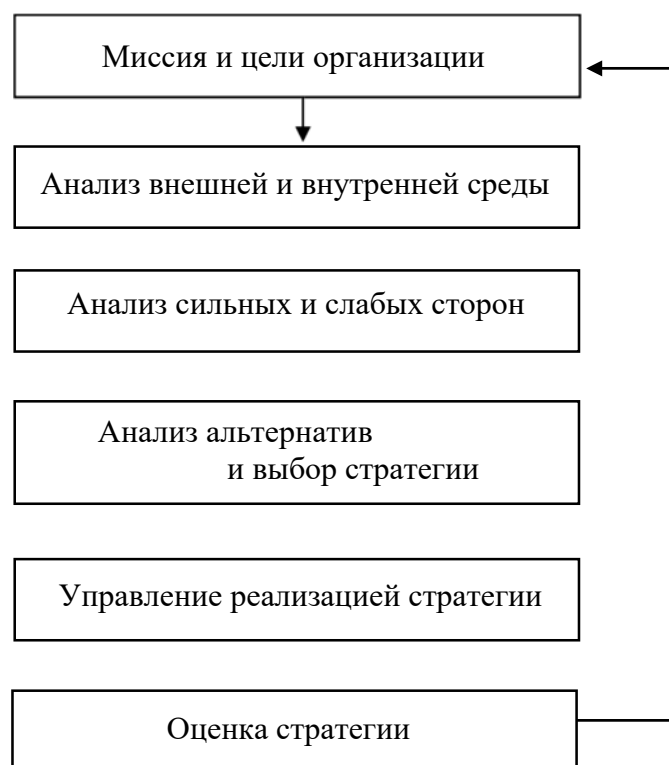 Миссия и цели организации
Анализ внешней и внутренней среды
Анализ сильных и слабых сторон
Анализ альтернатив
и выбор стратегии
Управление реализацией стратегии
Оценка стратегии